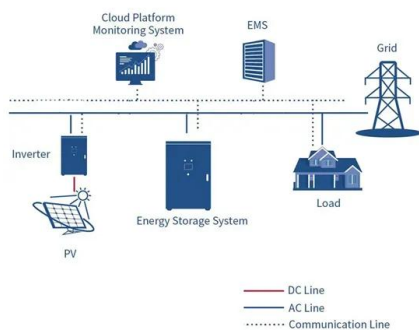 Cloud Platform
Monitoring System
EMS
Grid
Inverter
Energy Storage System
Load
PV
DC Line
AC Line
Communication Line